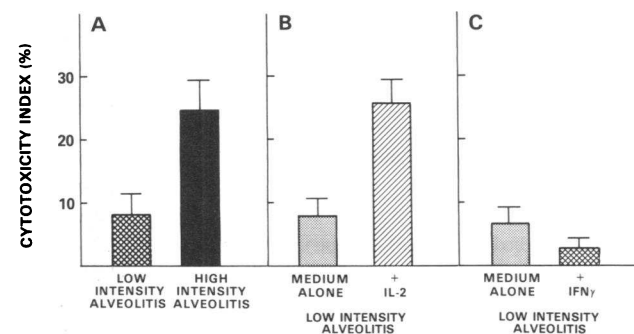 A
B
C
CYTOTOXICITY INDEX (%)
30
20
10
LOW
INTENSITY
ALVEOLITIS
HIGH
INTENSITY
ALVEOLITIS
MEDIUM
ALONE
+
IL-2
LOW INTENSITY
ALVEOLITIS
MEDIUM
ALONE
+
IFNγ
LOW INTENSITY
ALVEOLITIS